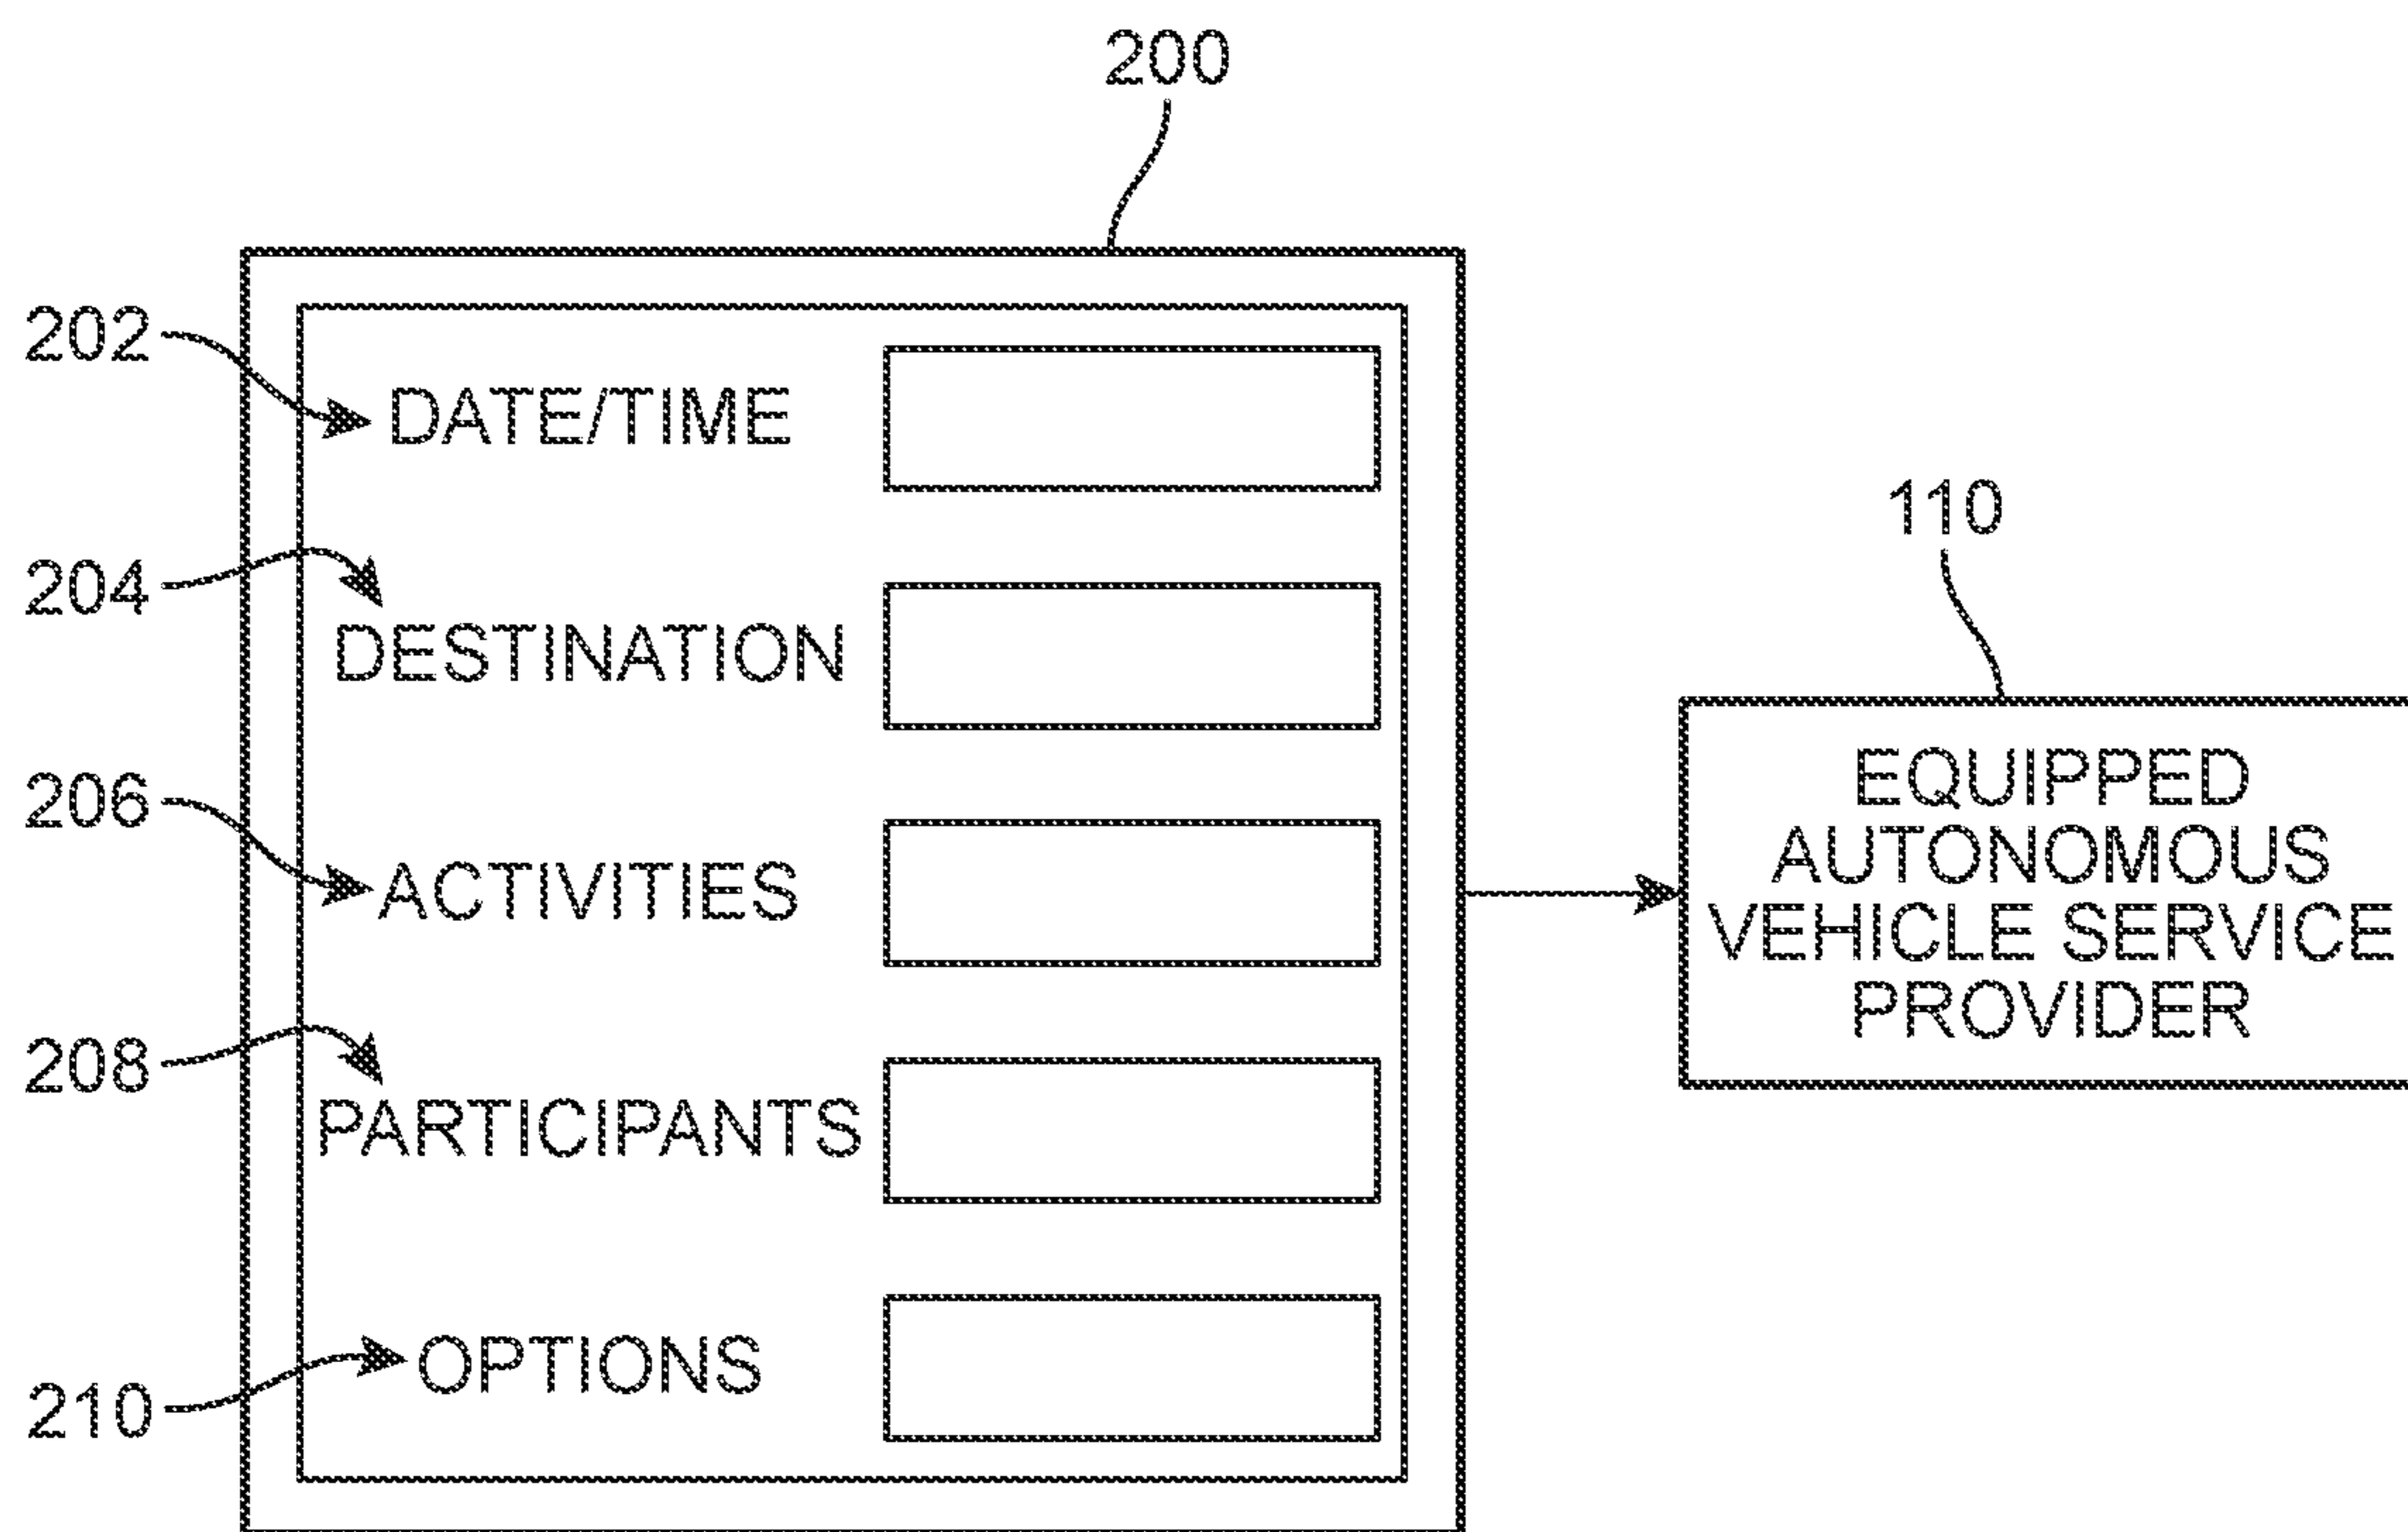 200
202
DATE/TIME
204
DESTINATION
206
ACTIVITIES
208
PARTICIPANTS
210
OPTIONS
110
EQUIPPED
AUTONOMOUS
VEHICLE SERVICE
PROVIDER